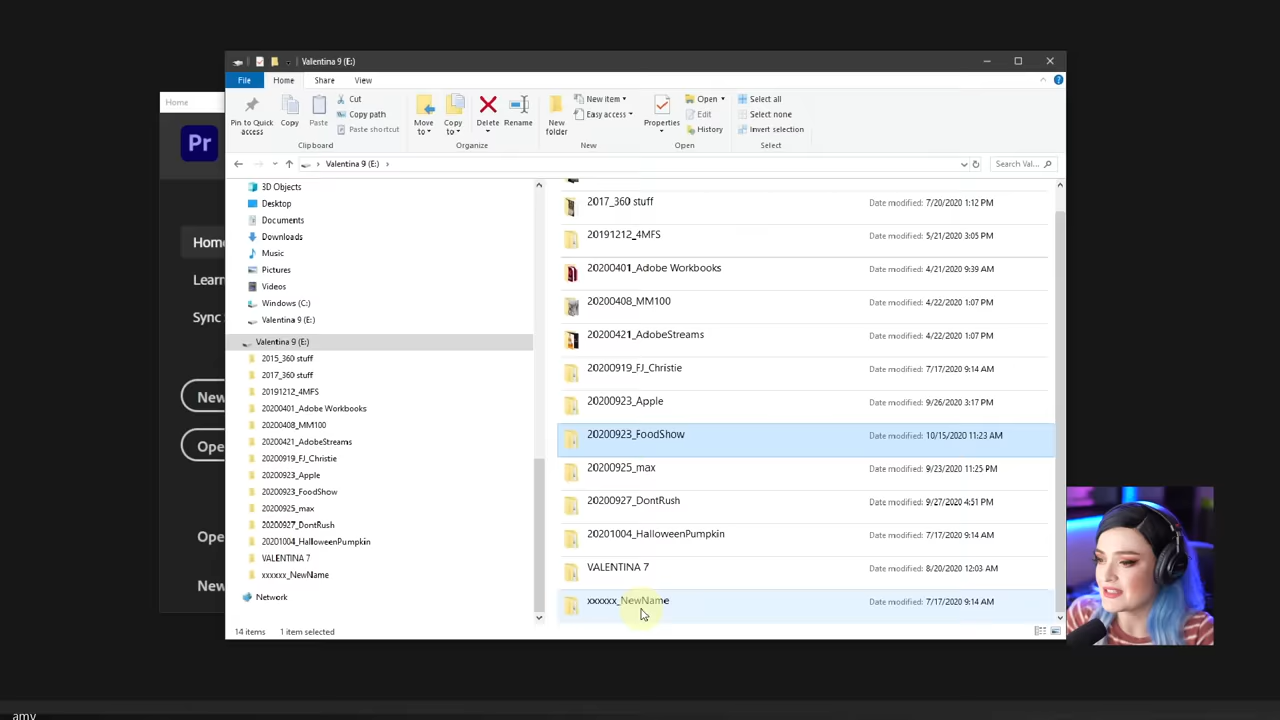 Valentina 9 (E:)
File Home Share View
Pin to Quick access
Copy
Paste
Cut
Copy path
Paste shortcut
Clipboard
Move to
Copy to
Delete
Rename
Organize
New folder
New item
Easy access
New
Properties
Open
Edit
History
Open
Select all
Select none
Invert selection
Select
Valentina 9 (E:)
Search Val...
3D Objects
Desktop
Documents
Downloads
Music
Pictures
Videos
Windows (C:)
Valentina 9 (E:)
Valentina 9 (E:)
2015_360 stuff
2017_360 stuff
20191212_4MFS
20200401_Adobe Workbooks
20200408_MM100
20200421_AdobeStreams
20200919_FJ_Christie
20200923_Apple
20200923_FoodShow
20200925_max
20200927_DontRush
20201004_HalloweenPumpkin
VALENTINA 7
xxxxxx_NewName
Network
2017_360 stuff Date modified: 7/20/2020 1:12 PM
20191212_4MFS Date modified: 5/21/2020 3:05 PM
20200401_Adobe Workbooks Date modified: 4/21/2020 9:39 AM
20200408_MM100 Date modified: 4/22/2020 1:07 PM
20200421_AdobeStreams Date modified: 4/22/2020 1:07 PM
20200919_FJ_Christie Date modified: 7/17/2020 9:14 AM
20200923_Apple Date modified: 9/26/2020 3:17 PM
20200923_FoodShow Date modified: 10/15/2020 11:23 AM
20200925_max Date modified: 9/23/2020 11:25 PM
20200927_DontRush Date modified: 9/27/2020 4:51 PM
20201004_HalloweenPumpkin Date modified: 7/17/2020 9:14 AM
VALENTINA 7 Date modified: 8/20/2020 12:03 AM
xxxxxx_NewName Date modified: 7/17/2020 9:14 AM
14 items 1 item selected
Home
Pr
Home
Learn
Sync
New
Ope
Ope
New
amy